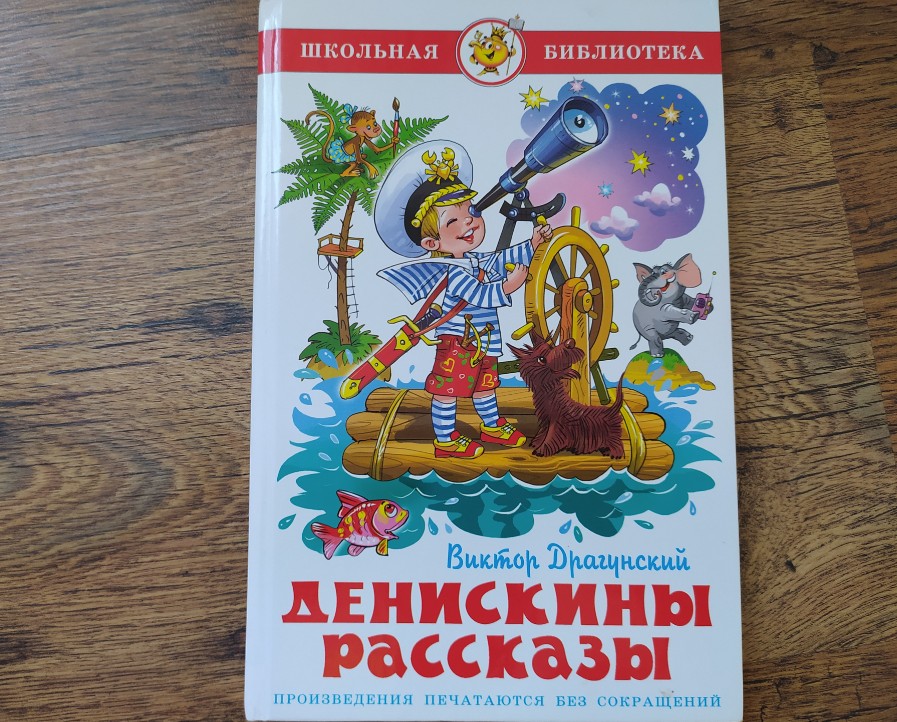 ШКОЛЬНАЯ БИБЛИОТЕКА
Виктор Драгунский
ДЕНИСКИНЫ
РАССКАЗЫ
ПРОИЗВЕДЕНИЯ ПЕЧАТАЮТСЯ БЕЗ СОКРАЩЕНИЙ